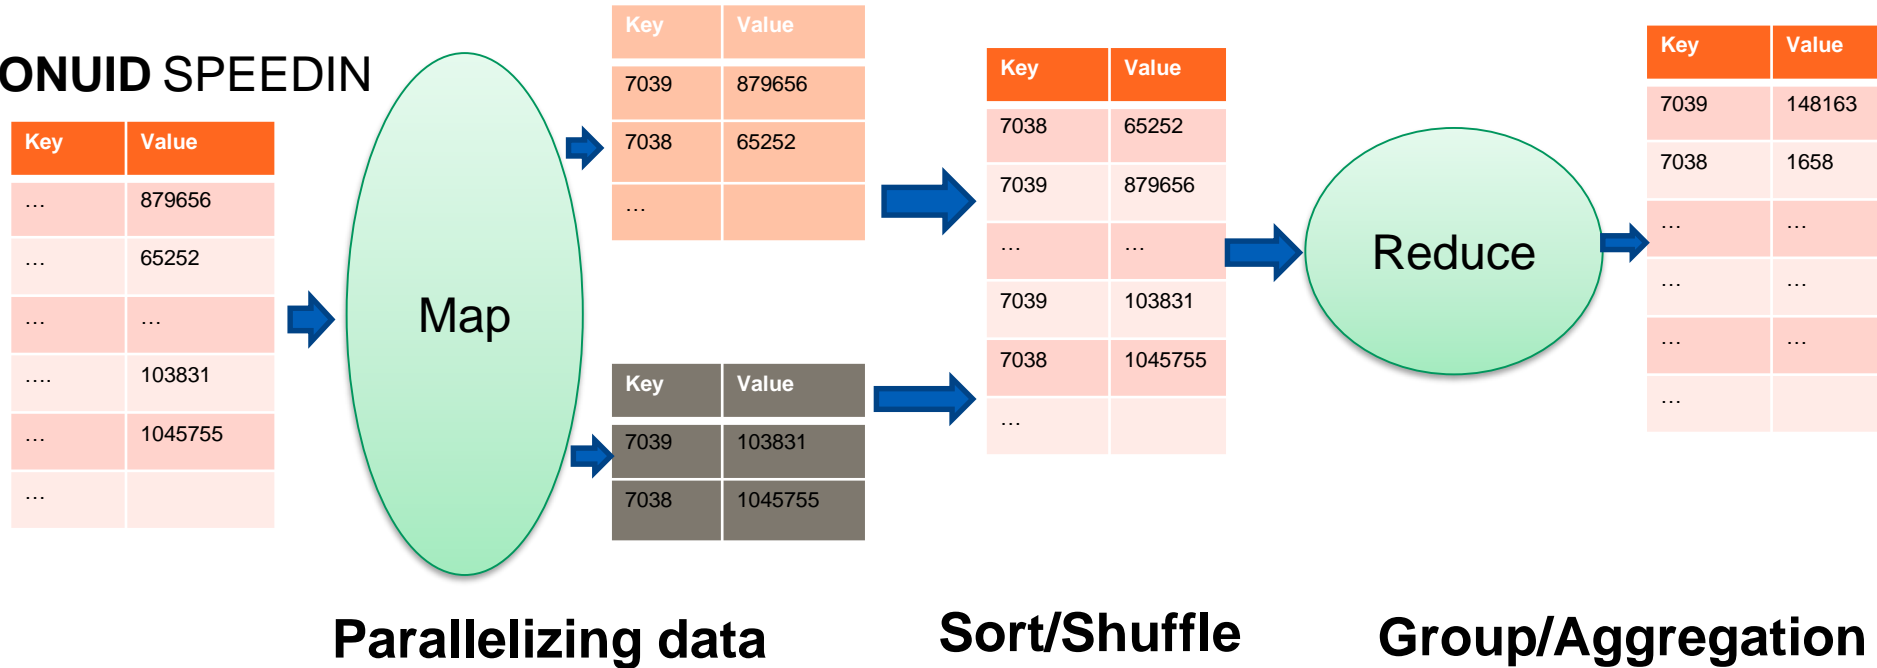 ONUID SPEEDIN
Key Value
… 879656
… 65252
… …
…. 103831
… 1045755
…
Map
Key Value
7039 879656
7038 65252
…
Key Value
7039 103831
7038 1045755
Parallelizing data
Key Value
7038 65252
7039 879656
… …
7039 103831
7038 1045755
…
Sort/Shuffle
Reduce
Key Value
7039 148163
7038 1658
… …
… …
… …
…
Group/Aggregation